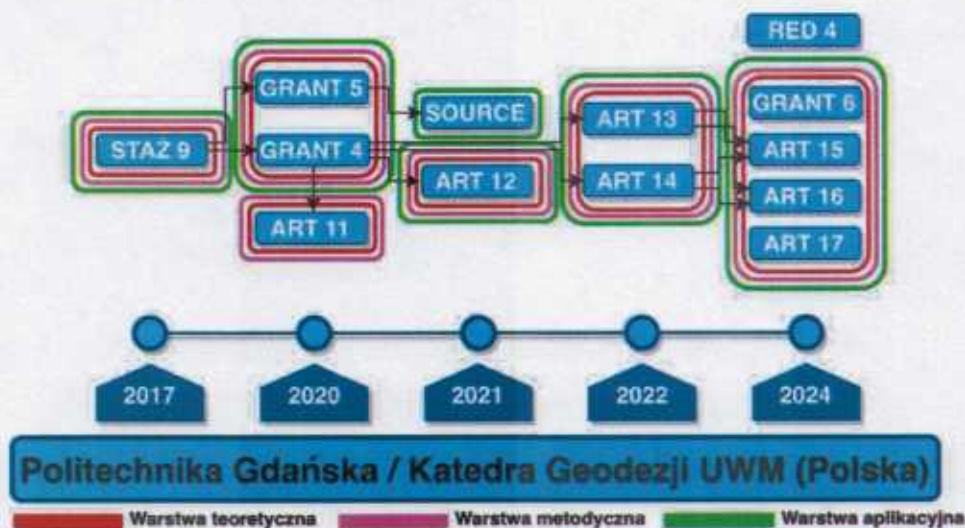 RED 4
GRANT 5
GRANT 6
SOURCE
ART 13
STAŻ 9
GRANT 4
ART 15
ART 12
ART 14
ART 16
ART 11
ART 17
2017
2020
2021
2022
2024
Politechnika Gdańska / Katedra Geodezji UWM (Polska)
Warstwa teoretyczna
Warstwa metodyczna
Warstwa aplikacyjna